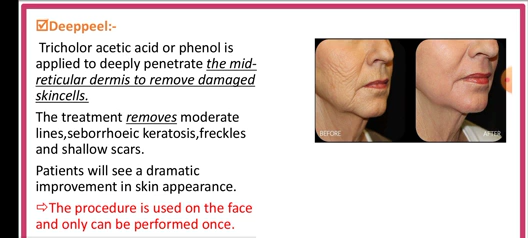 ☑Deeppeel:-
Tricholor acetic acid or phenol is
applied to deeply penetrate the mid-
reticular dermis to remove damaged
skincells.
The treatment removes moderate
lines,seborrhoeic keratosis,freckles
and shallow scars.
Patients will see a dramatic
improvement in skin appearance.
⇨The procedure is used on the face
and only can be performed once.
BEFORE
AFTER